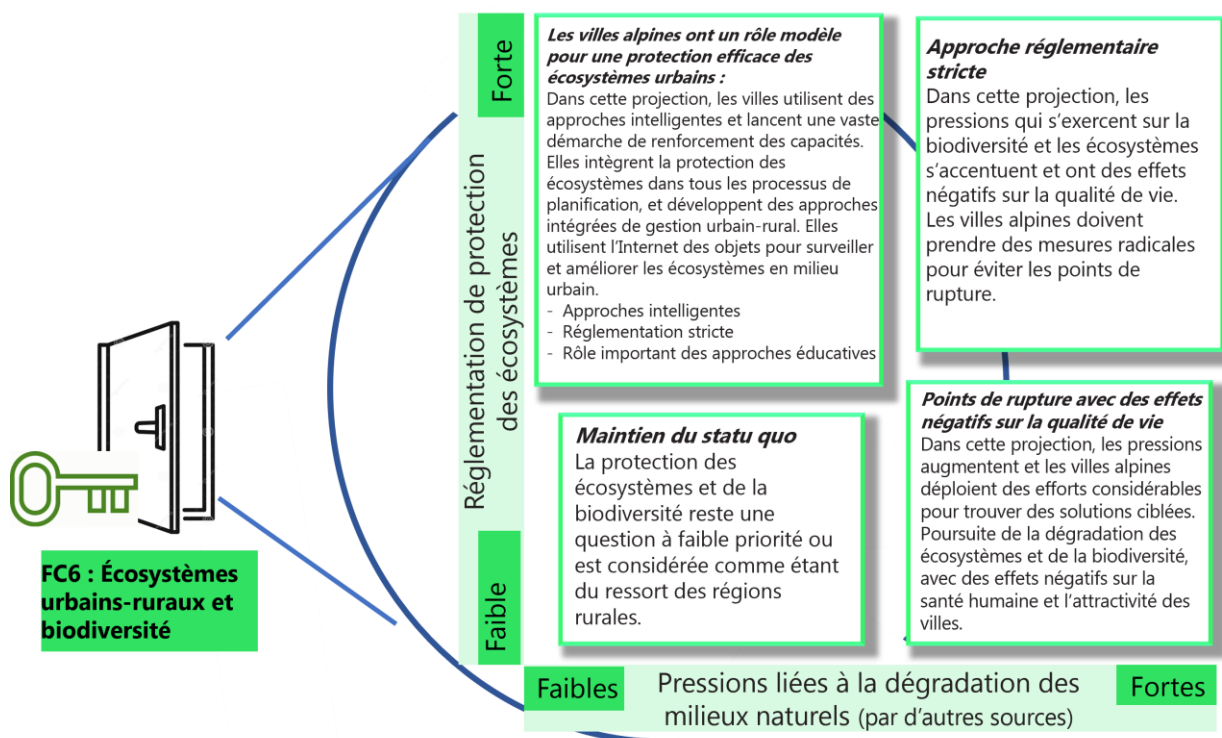 FC6 : Écosystèmes
urbains-ruraux et
biodiversité
Réglementation de protection
des écosystèmes
Forte
Faible
Les villes alpines ont un rôle modèle
pour une protection efficace des
écosystèmes urbains :
Dans cette projection, les villes utilisent des
approches intelligentes et lancent une vaste
démarche de renforcement des capacités.
Elles intègrent la protection des
écosystèmes dans tous les processus de
planification, et développent des approches
intégrées de gestion urbain-rural. Elles
utilisent l’Internet des objets pour surveiller
et améliorer les écosystèmes en milieu
urbain.
- Approches intelligentes
- Réglementation stricte
- Rôle important des approches éducatives
Approche réglementaire
stricte
Dans cette projection, les
pressions qui s’exercent sur la
biodiversité et les écosystèmes
s’accentuent et ont des effets
négatifs sur la qualité de vie.
Les villes alpines doivent
prendre des mesures radicales
pour éviter les points de
rupture.
Maintien du statu quo
La protection des
écosystèmes et de la
biodiversité reste une
question à faible priorité ou
est considérée comme étant
du ressort des régions
rurales.
Points de rupture avec des effets
négatifs sur la qualité de vie
Dans cette projection, les pressions
augmentent et les villes alpines
déploient des efforts considérables
pour trouver des solutions ciblées.
Poursuite de la dégradation des
écosystèmes et de la biodiversité,
avec des effets négatifs sur la
santé humaine et l’attractivité des
villes.
Faibles
Pressions liées à la dégradation des
milieux naturels (par d’autres sources)
Fortes